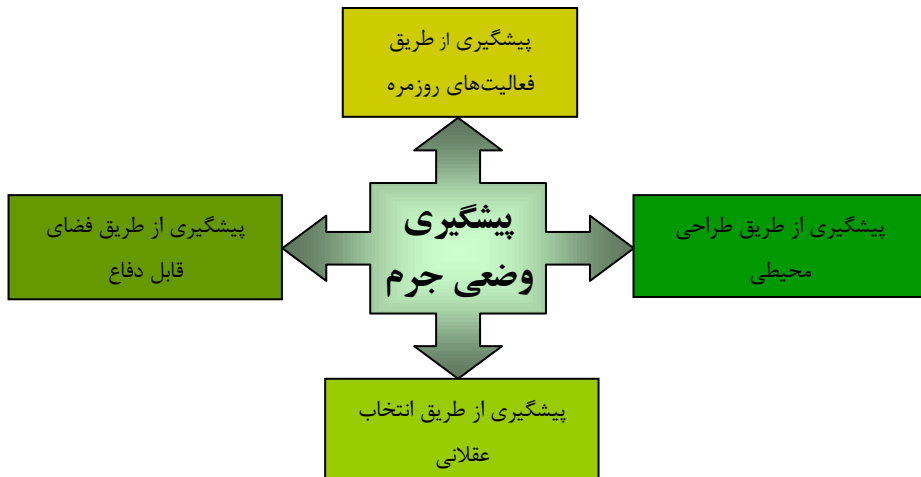 پیشگیری از طریق
فعالیت‌های روزمره
پیشگیری از طریق طراحی
محیطی
پیشگیری
وضعی جرم
پیشگیری از طریق فضای
قابل دفاع
پیشگیری از طریق انتخاب
عقلانی